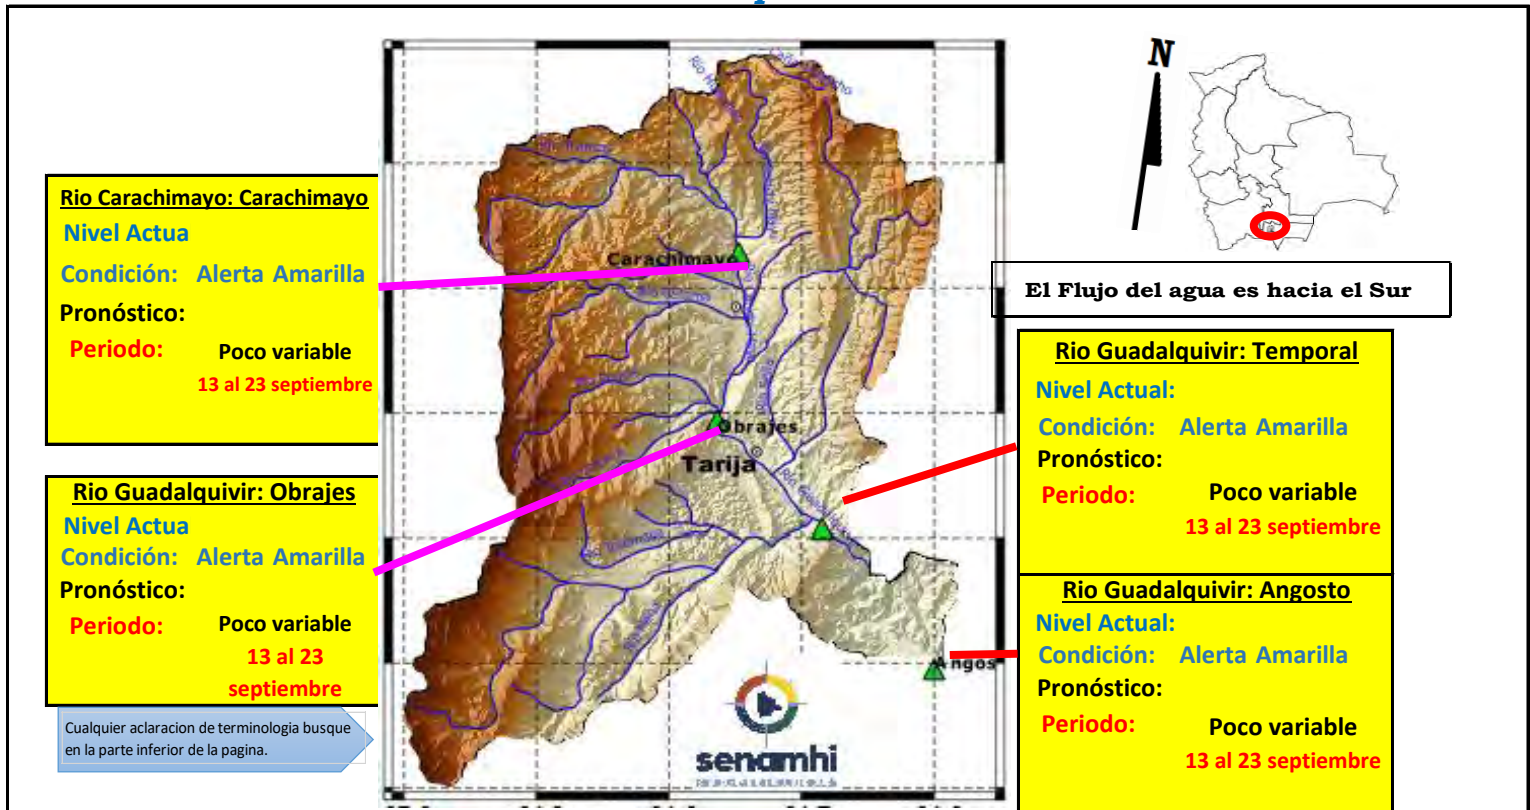 Rio Carachimayo: Carachimayo
Nivel Actua
Condición: Alerta Amarilla
Pronóstico:
Periodo: Poco variable
13 al 23 septiembre
Rio Guadalquivir: Obrajes
Nivel Actua
Condición: Alerta Amarilla
Pronóstico:
Periodo: Poco variable
13 al 23
septiembre
Cualquier aclaracion de terminologia busque
en la parte inferior de la pagina.
Carachimayo
Obrajes
Tarija
Angos
senamhi
N
El Flujo del agua es hacia el Sur
Rio Guadalquivir: Temporal
Nivel Actual:
Condición: Alerta Amarilla
Pronóstico:
Periodo: Poco variable
13 al 23 septiembre
Rio Guadalquivir: Angosto
Nivel Actual:
Condición: Alerta Amarilla
Pronóstico:
Periodo: Poco variable
13 al 23 septiembre